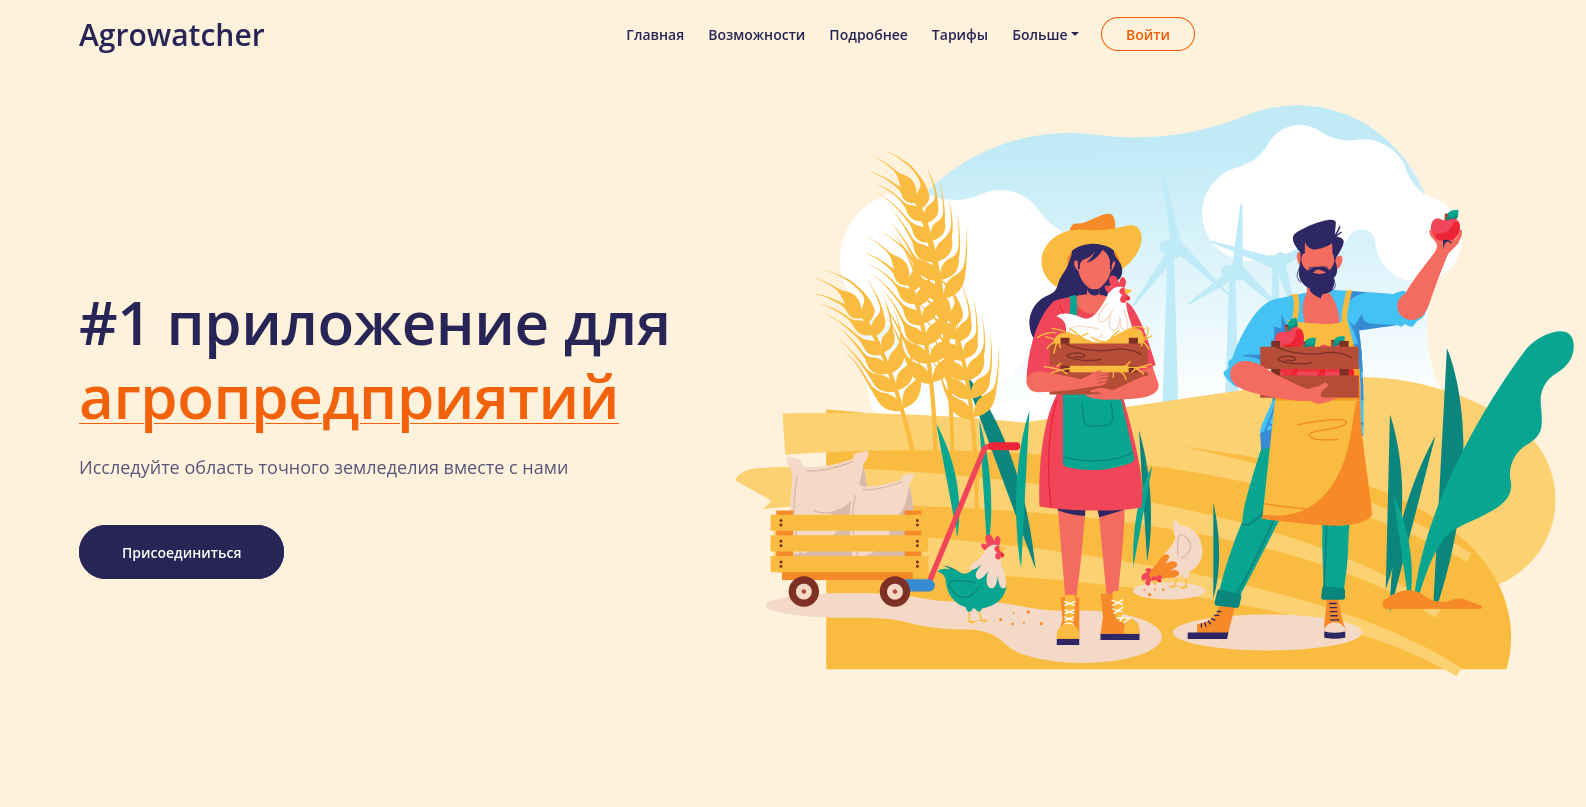 Agrowatcher
Главная Возможности Подробнее Тарифы Больше Войти
#1 приложение для
агропредприятий
Исследуйте область точного земледелия вместе с нами
Присоединиться